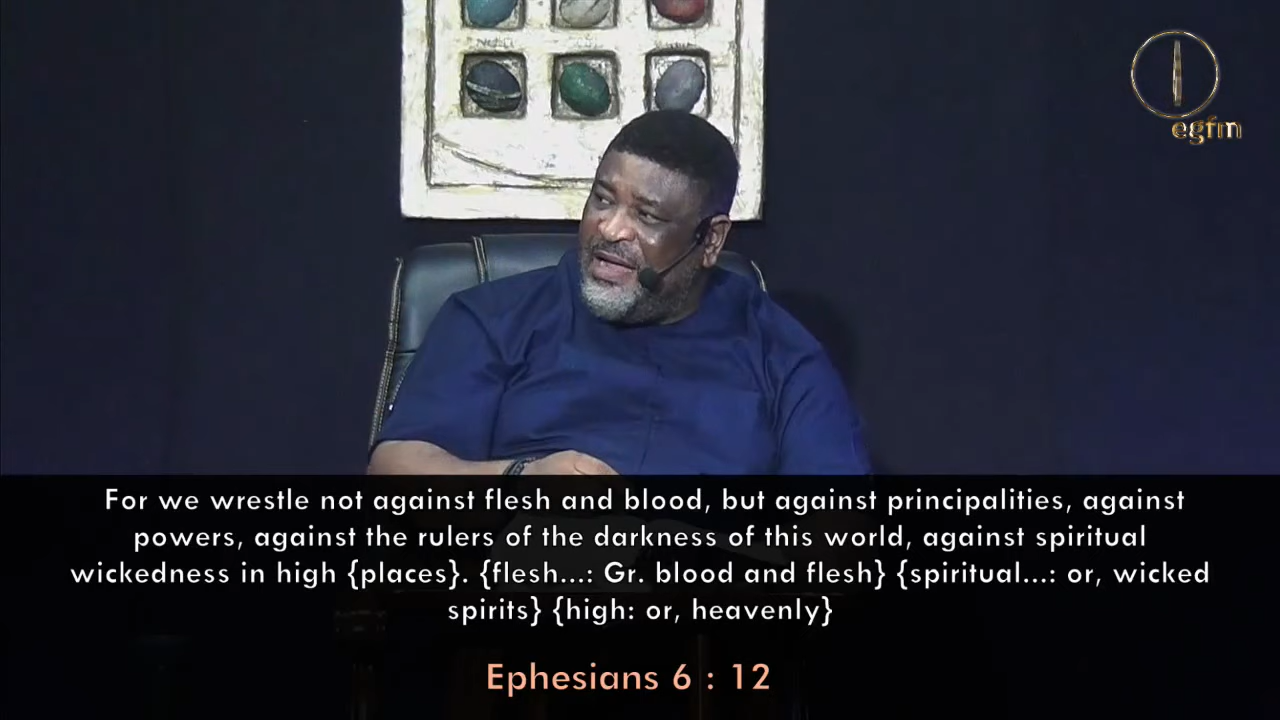 egfm
For we wrestle not against flesh and blood, but against principalities, against
powers, against the rulers of the darkness of this world, against spiritual
wickedness in high {places}. {flesh...: Gr. blood and flesh} {spiritual...: or, wicked
spirits} {high: or, heavenly}
Ephesians 6 : 12